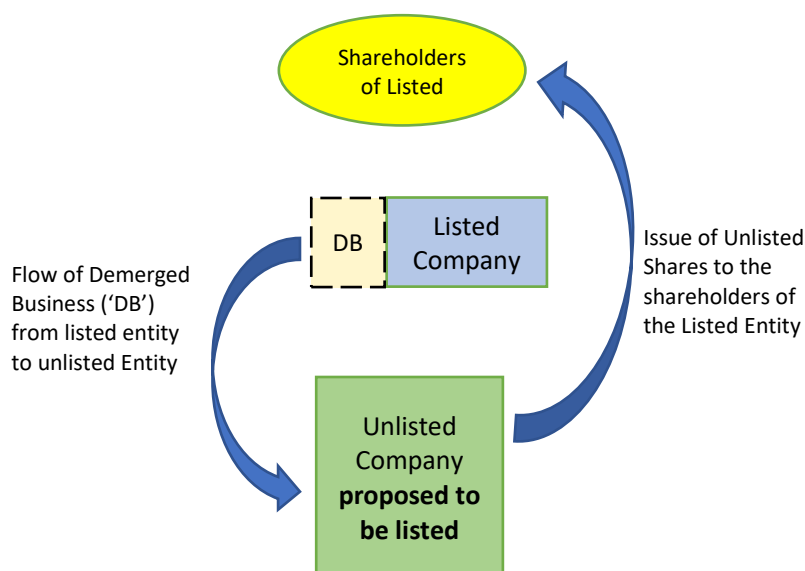 Shareholders
of Listed
DB
Listed
Company
Flow of Demerged
Business (‘DB’)
from listed entity
to unlisted Entity
Issue of Unlisted
Shares to the
shareholders of
the Listed Entity
Unlisted
Company
proposed to
be listed